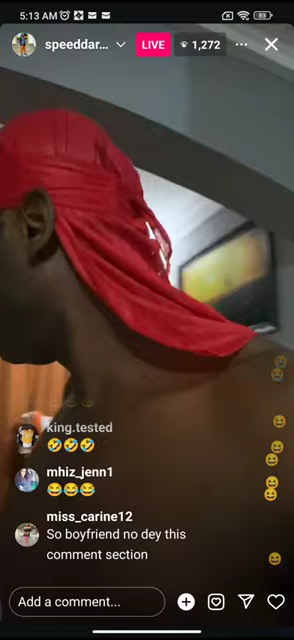 5:13 AM
83
speeddar...
LIVE
1,272
king.tested
🤣🤣🤣
mhiz_jenn1
😂😂😂
miss_carine12
So boyfriend no dey this
comment section
Add a comment...